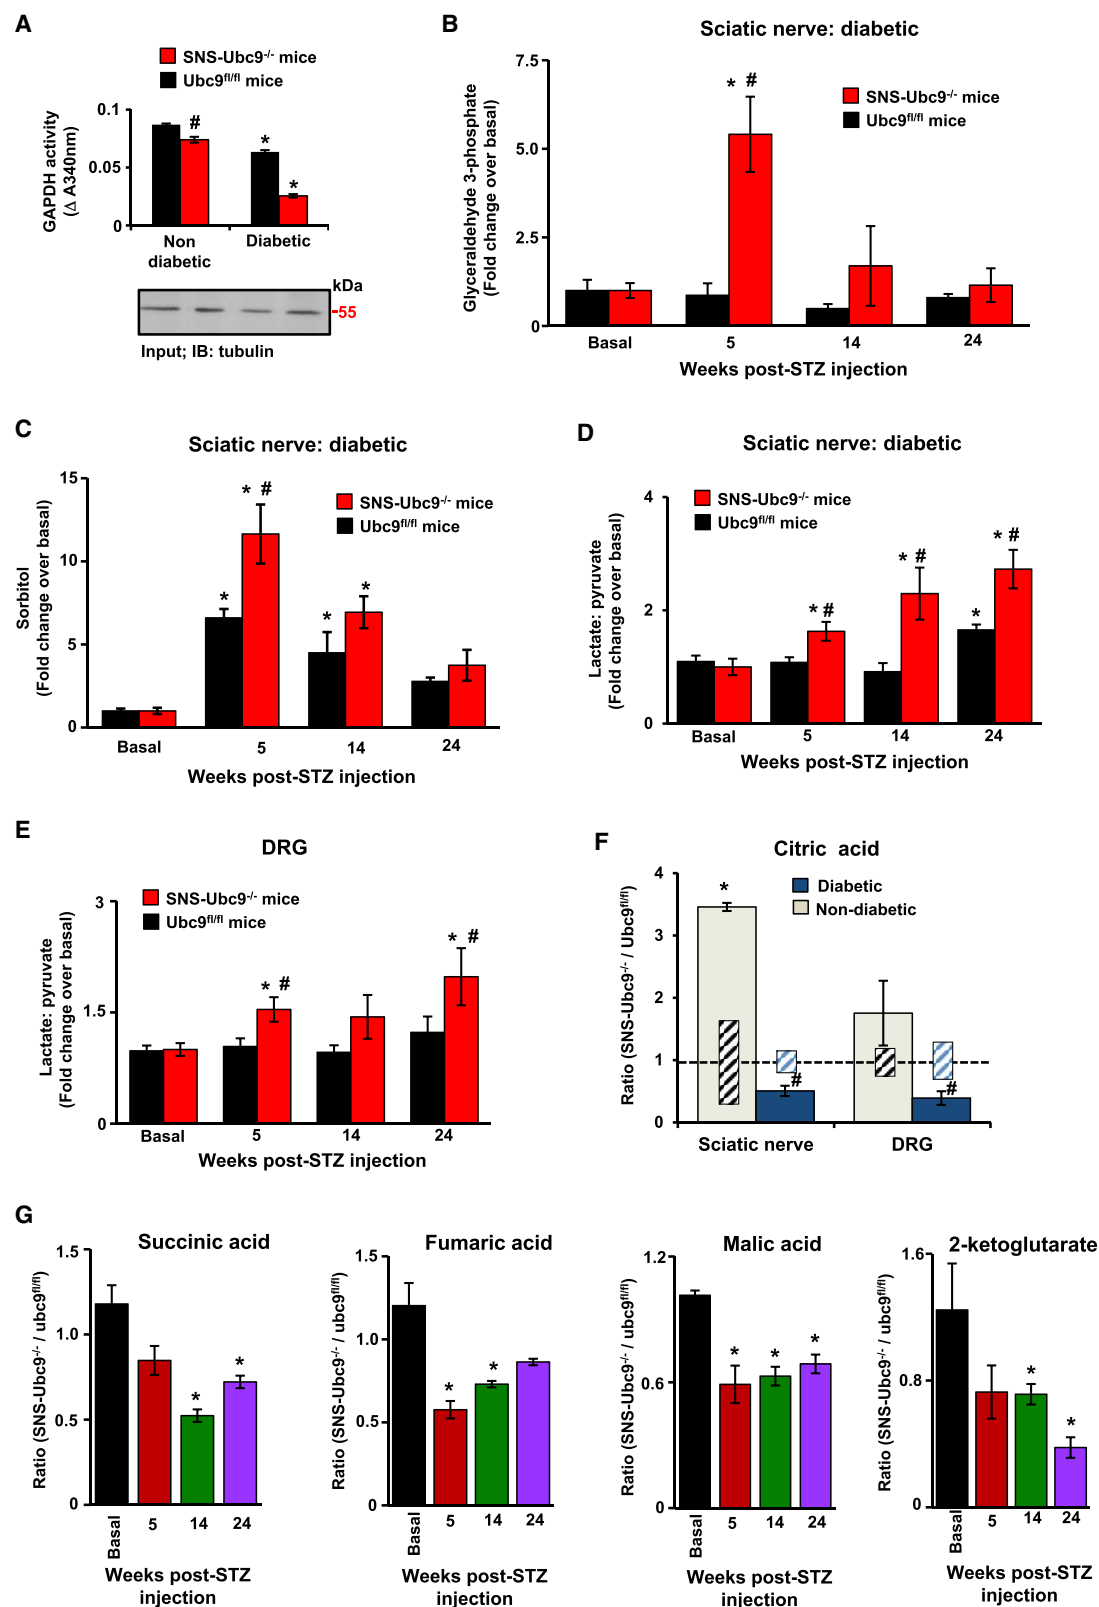 A
SNS-Ubc9-/- mice
Ubc9fl/fl mice
GAPDH activity
(Δ A340nm)
0.1
0.05
0
#
*
*
Non
diabetic
Diabetic
kDa
-55
Input; IB: tubulin
B
Sciatic nerve: diabetic
SNS-Ubc9-/- mice
Ubc9fl/fl mice
Glyceraldehyde 3-phosphate
(Fold change over basal)
7.5
5.0
2.5
0
* #
Basal
5
14
24
Weeks post-STZ injection
C
Sciatic nerve: diabetic
SNS-Ubc9-/- mice
Ubc9fl/fl mice
Sorbitol
(Fold change over basal)
15
10
5
0
*
* #
*
*
Basal
5
14
24
Weeks post-STZ injection
D
Sciatic nerve: diabetic
SNS-Ubc9-/- mice
Ubc9fl/fl mice
Lactate: pyruvate
(Fold change over basal)
4
2
0
* #
* #
*
* #
Basal
5
14
24
Weeks post-STZ injection
E
DRG
SNS-Ubc9-/- mice
Ubc9fl/fl mice
Lactate: pyruvate
(Fold change over basal)
3
1.5
0
* #
* #
Basal
5
14
24
Weeks post-STZ injection
F
Citric acid
Diabetic
Non-diabetic
Ratio (SNS-Ubc9-/- / Ubc9fl/fl)
4
3
2
1
0
*
#
#
Sciatic nerve
DRG
G
Succinic acid
Ratio (SNS-Ubc9-/- / ubc9fl/fl)
1.5
1.0
0.5
0
*
*
Basal
5
14
24
Weeks post-STZ
injection
Fumaric acid
Ratio (SNS-Ubc9-/- / ubc9fl/fl)
1.5
1.0
0.5
0
*
*
Basal
5
14
24
Weeks post-STZ
injection
Malic acid
Ratio (SNS-Ubc9-/- / ubc9fl/fl)
1.2
0.6
0
*
*
*
Basal
5
14
24
Weeks post-STZ
injection
2-ketoglutarate
Ratio (SNS-Ubc9-/- / ubc9fl/fl)
1.6
0.8
0
*
*
Basal
5
14
24
Weeks post-STZ
injection